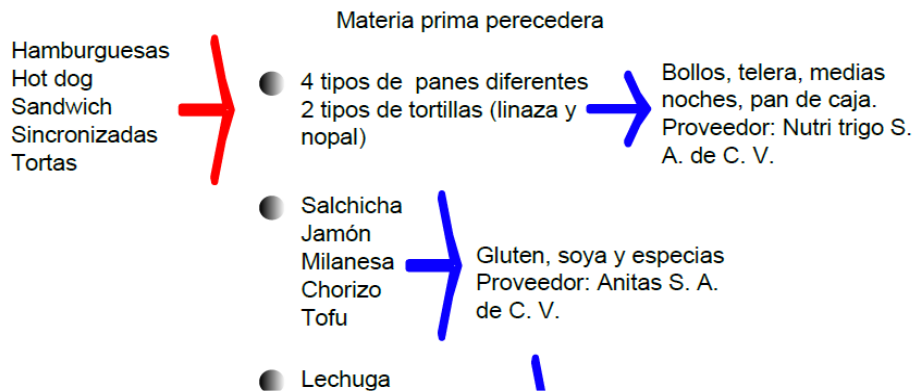 Materia prima perecedera
Hamburguesas
Hot dog
Sandwich
Sincronizadas
Tortas
4 tipos de panes diferentes
2 tipos de tortillas (linaza y
nopal)
Bollos, telera, medias
noches, pan de caja.
Proveedor: Nutri trigo S.
A. de C. V.
Salchicha
Jamón
Milanesa
Chorizo
Tofu
Gluten, soya y especias
Proveedor: Anitas S. A.
de C. V.
Lechuga